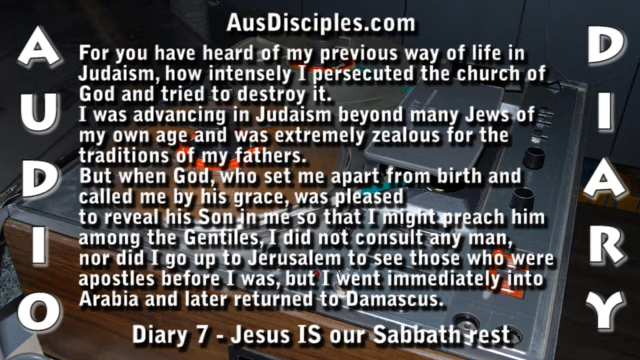 AusDisciples.com
AUDIO
DIARY
For you have heard of my previous way of life in
Judaism, how intensely I persecuted the church of
God and tried to destroy it.
I was advancing in Judaism beyond many Jews of
my own age and was extremely zealous for the
traditions of my fathers.
But when God, who set me apart from birth and
called me by his grace, was pleased
to reveal his Son in me so that I might preach him
among the Gentiles, I did not consult any man,
nor did I go up to Jerusalem to see those who were
apostles before I was, but I went immediately into
Arabia and later returned to Damascus.
Diary 7 - Jesus IS our Sabbath rest